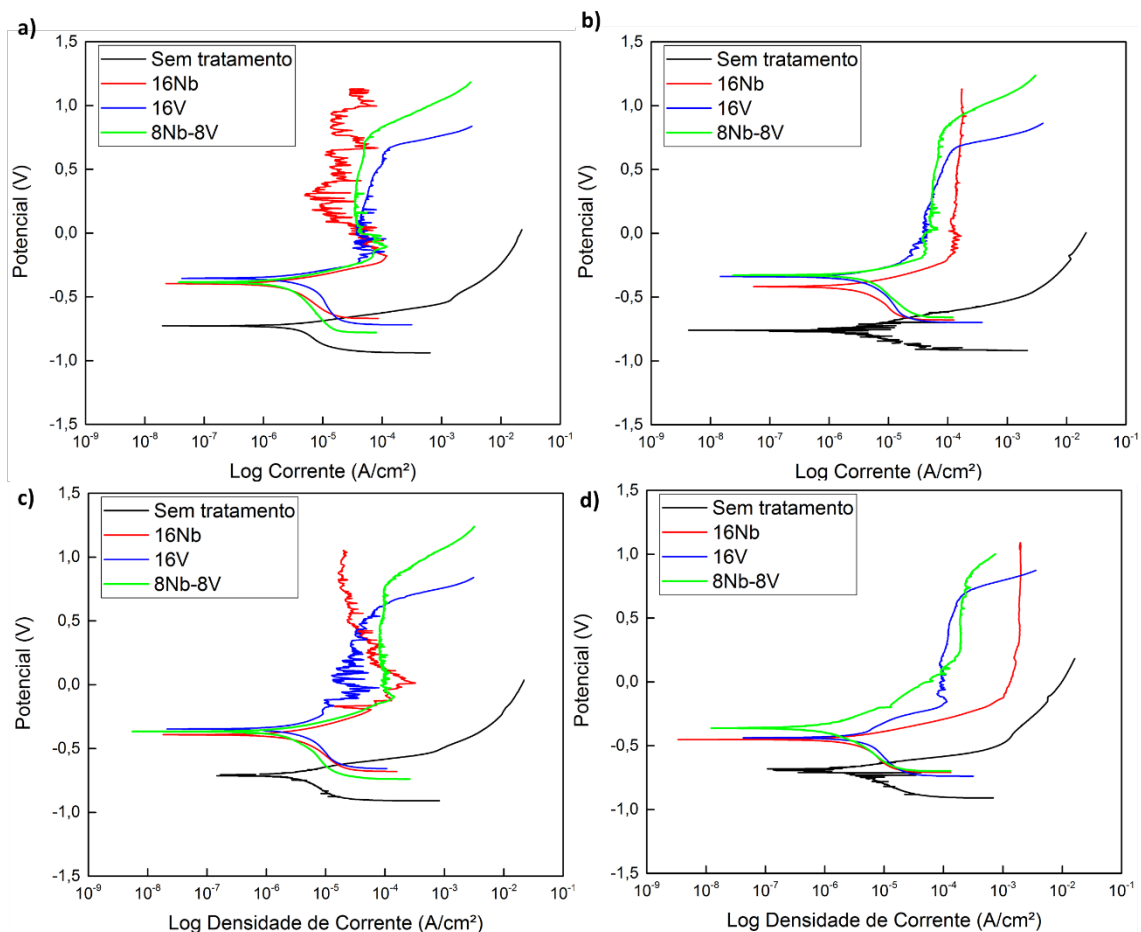 a)
Sem tratamento
16Nb
16V
8Nb-8V
1,5
1,0
0,5
0,0
-0,5
-1,0
-1,5
Potencial (V)
10⁻⁹ 10⁻⁸ 10⁻⁷ 10⁻⁶ 10⁻⁵ 10⁻⁴ 10⁻³ 10⁻² 10⁻¹
Log Corrente (A/cm²)
b)
Sem tratamento
16Nb
16V
8Nb-8V
1,5
1,0
0,5
0,0
-0,5
-1,0
-1,5
Potencial (V)
10⁻⁹ 10⁻⁸ 10⁻⁷ 10⁻⁶ 10⁻⁵ 10⁻⁴ 10⁻³ 10⁻² 10⁻¹
Log Corrente (A/cm²)
c)
Sem tratamento
16Nb
16V
8Nb-8V
1,5
1,0
0,5
0,0
-0,5
-1,0
-1,5
Potencial (V)
10⁻⁹ 10⁻⁸ 10⁻⁷ 10⁻⁶ 10⁻⁵ 10⁻⁴ 10⁻³ 10⁻² 10⁻¹
Log Densidade de Corrente (A/cm²)
d)
Sem tratamento
16Nb
16V
8Nb-8V
1,5
1,0
0,5
0,0
-0,5
-1,0
-1,5
Potencial (V)
10⁻⁹ 10⁻⁸ 10⁻⁷ 10⁻⁶ 10⁻⁵ 10⁻⁴ 10⁻³ 10⁻² 10⁻¹
Log Densidade de Corrente (A/cm²)